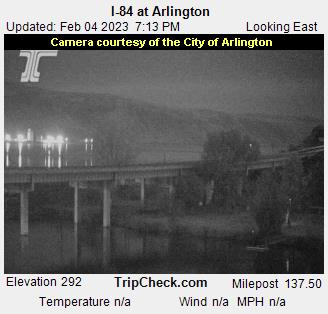 I-84 at Arlington
Updated: Feb 04 2023 7:13 PM Looking East
Camera courtesy of the City of Arlington
Elevation 292 TripCheck.com Milepost 137.50
Temperature n/a Wind n/a MPH n/a